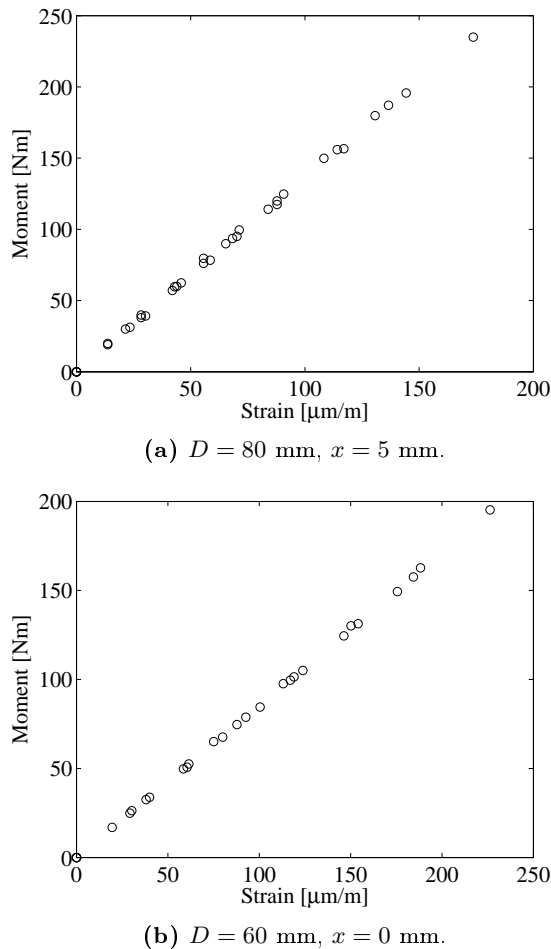 250
200
150
100
50
0
Moment [Nm]
0 50 100 150 200
Strain [μm/m]
(a) D = 80 mm, x = 5 mm.
200
150
100
50
0
Moment [Nm]
0 50 100 150 200 250
Strain [μm/m]
(b) D = 60 mm, x = 0 mm.